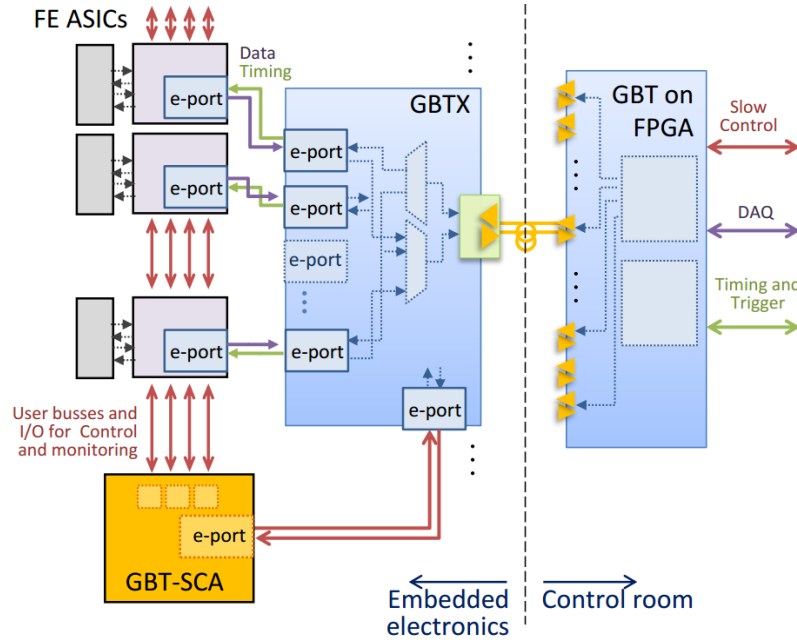 FE ASICs
Data
Timing
GBTX
GBT on
FPGA
Slow
Control
DAQ
Timing and
Trigger
e-port
e-port
e-port
e-port
e-port
e-port
e-port
e-port
User busses and
I/O for Control
and monitoring
e-port
GBT-SCA
Embedded
electronics
Control room